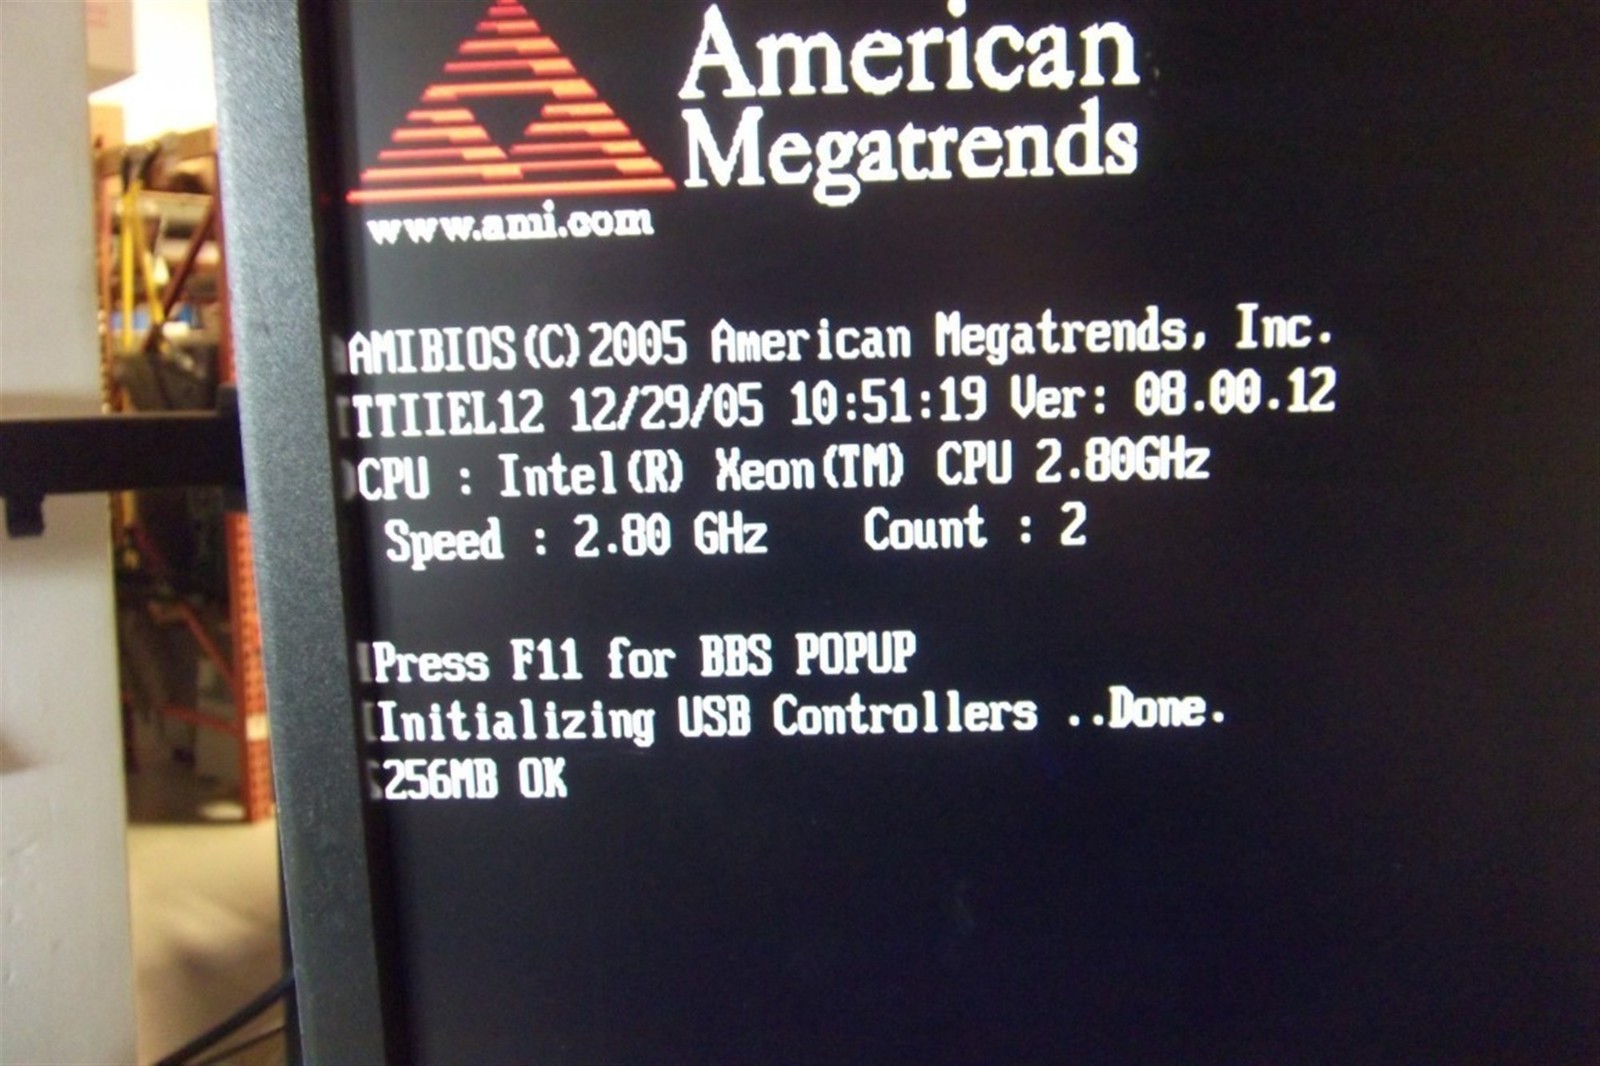 American
Megatrends
www.ami.com
AMIBIOS(C)2005 American Megatrends, Inc.
TTIIEL12 12/29/05 10:51:19 Ver: 08.00.12
CPU : Intel(R) Xeon(TM) CPU 2.80GHz
Speed : 2.80 GHz Count : 2
Press F11 for BBS POPUP
Initializing USB Controllers ..Done.
256MB OK